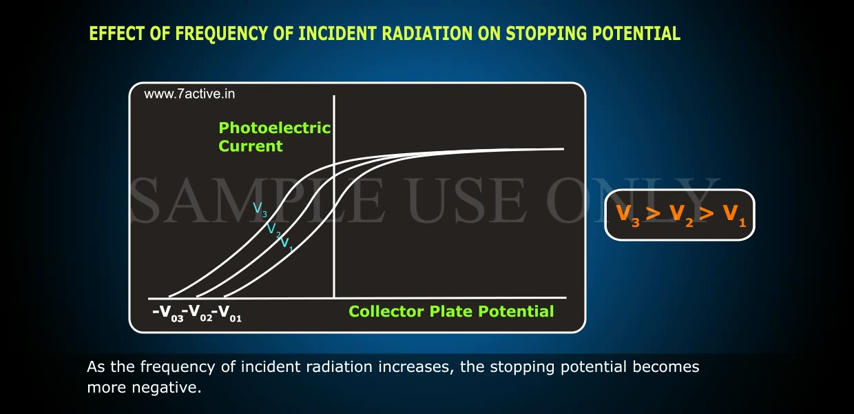 EFFECT OF FREQUENCY OF INCIDENT RADIATION ON STOPPING POTENTIAL
www.7active.in
Photoelectric
Current
SAMPLE USE ONLY
V3
V2
V1
V3 > V2 > V1
-V03 -V02 -V01
Collector Plate Potential
As the frequency of incident radiation increases, the stopping potential becomes
more negative.